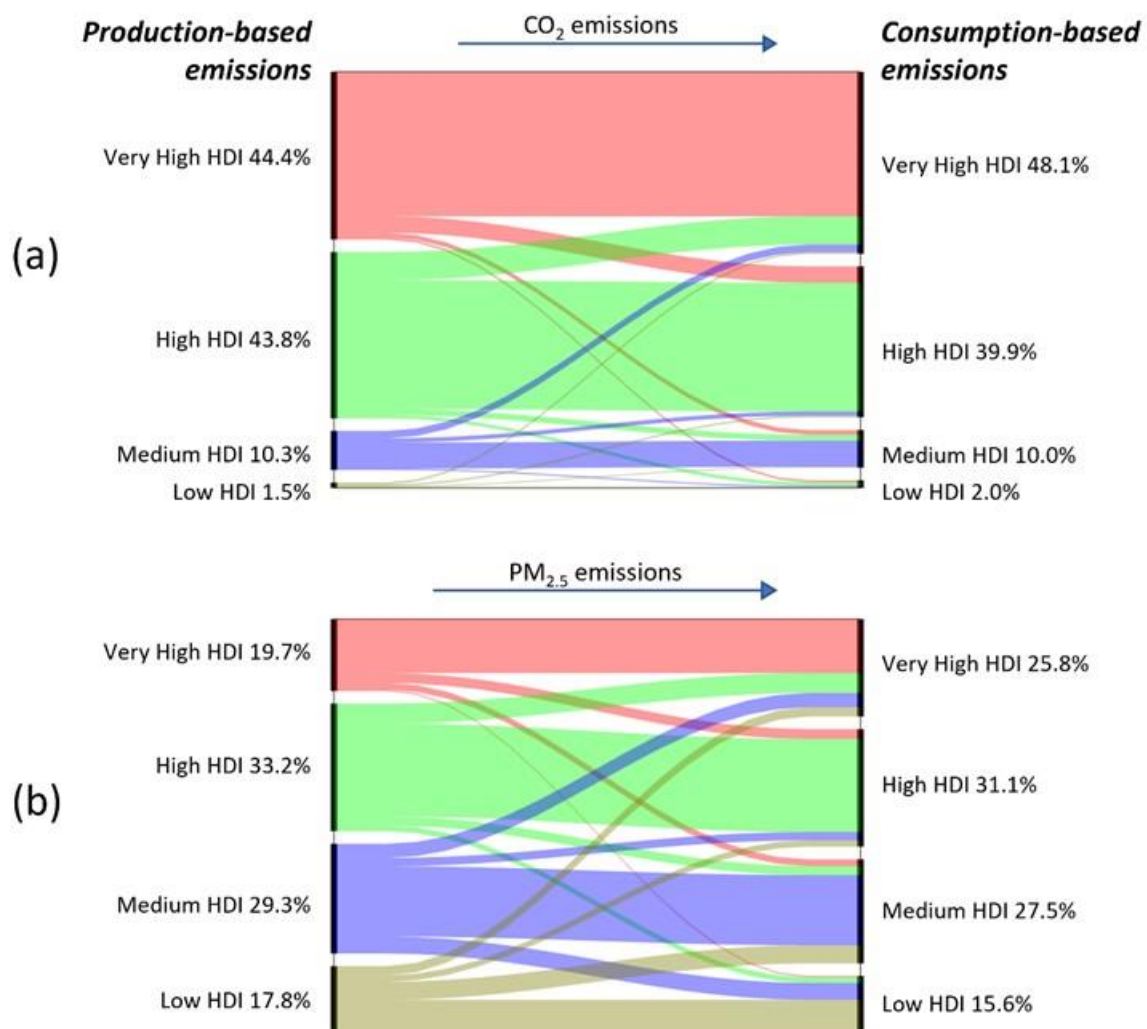 Production-based
emissions
CO2 emissions
Consumption-based
emissions
(a)
Very High HDI 44.4%
High HDI 43.8%
Medium HDI 10.3%
Low HDI 1.5%
Very High HDI 48.1%
High HDI 39.9%
Medium HDI 10.0%
Low HDI 2.0%
PM2.5 emissions
(b)
Very High HDI 19.7%
High HDI 33.2%
Medium HDI 29.3%
Low HDI 17.8%
Very High HDI 25.8%
High HDI 31.1%
Medium HDI 27.5%
Low HDI 15.6%